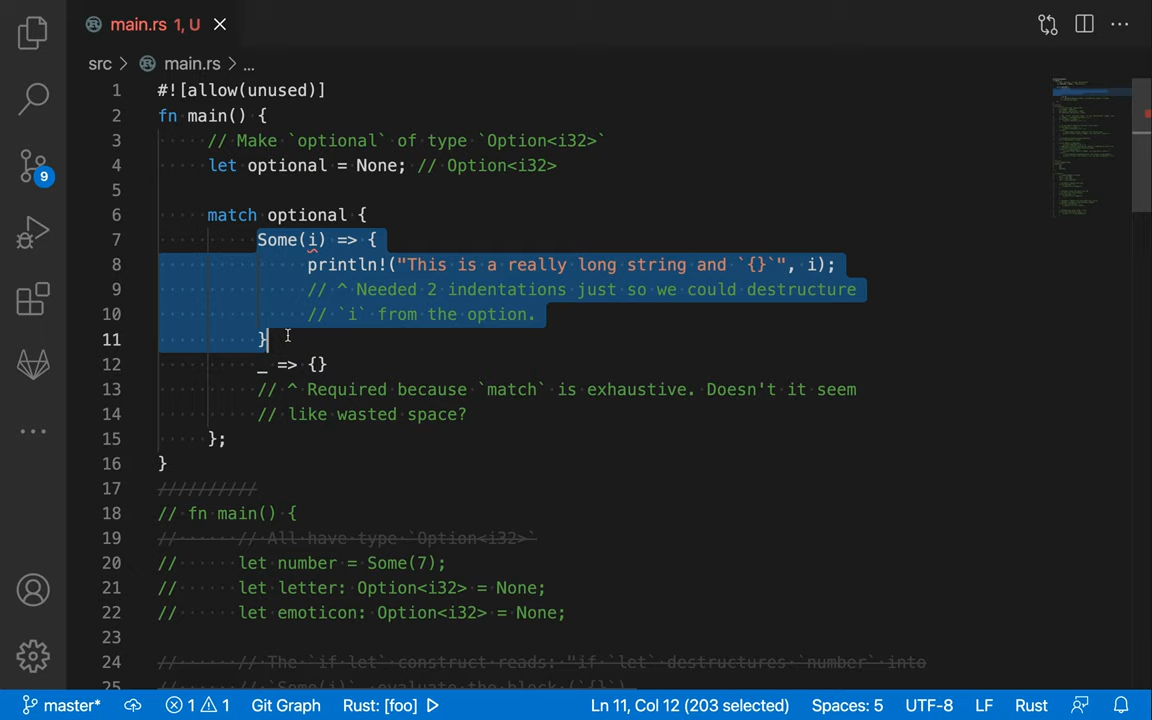 main.rs 1, U
src > main.rs > ...
1 #![allow(unused)]
2 fn main() {
3 // Make `optional` of type `Option<i32>`
4 let optional = None; // Option<i32>
5
6 match optional {
7 Some(i) => {
8 println!("This is a really long string and `{}`", i);
9 // ^ Needed 2 indentations just so we could destructure
10 // `i` from the option.
11 }
12 _ => {}
13 // ^ Required because `match` is exhaustive. Doesn't it seem
14 // like wasted space?
15 };
16 }
17 //////////
18 // fn main() {
19 // // All have type `Option<i32>`
20 // let number = Some(7);
21 // let letter: Option<i32> = None;
22 // let emoticon: Option<i32> = None;
23
24 // // The `if let` construct reads: "if `let` destructures `number` into
25 // // `Some(i)`, evaluate the block (`{}`).
9
master* 1 1 Git Graph Rust: [foo] Ln 11, Col 12 (203 selected) Spaces: 5 UTF-8 LF Rust